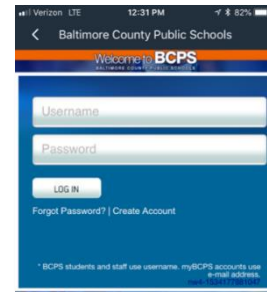 Verizon LTE 12:31 PM 82%
Baltimore County Public Schools
Welcome to BCPS
BALTIMORE COUNTY PUBLIC SCHOOLS
Username
Password
LOG IN
Forgot Password? | Create Account
* BCPS students and staff use username. myBCPS accounts use
e-mail address.